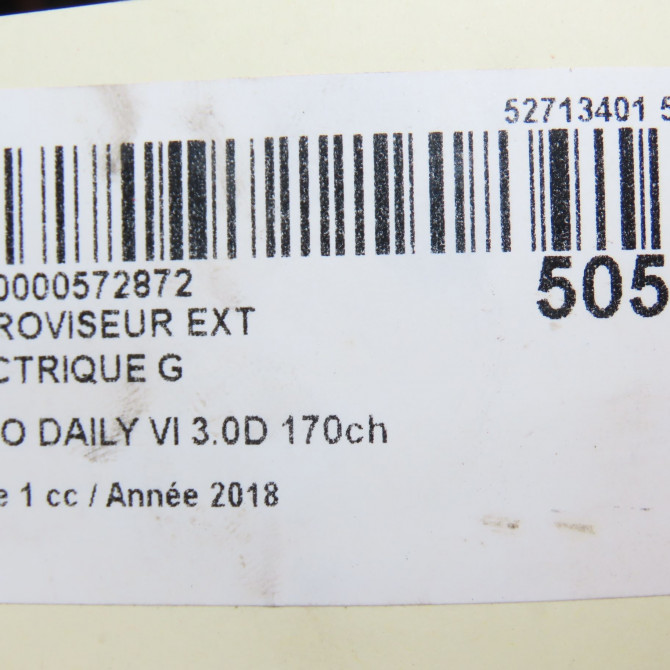 52713401 5
0000572872
505
ROVISEUR EXT
CTRIQUE G
O DAILY VI 3.0D 170ch
e 1 cc / Année 2018